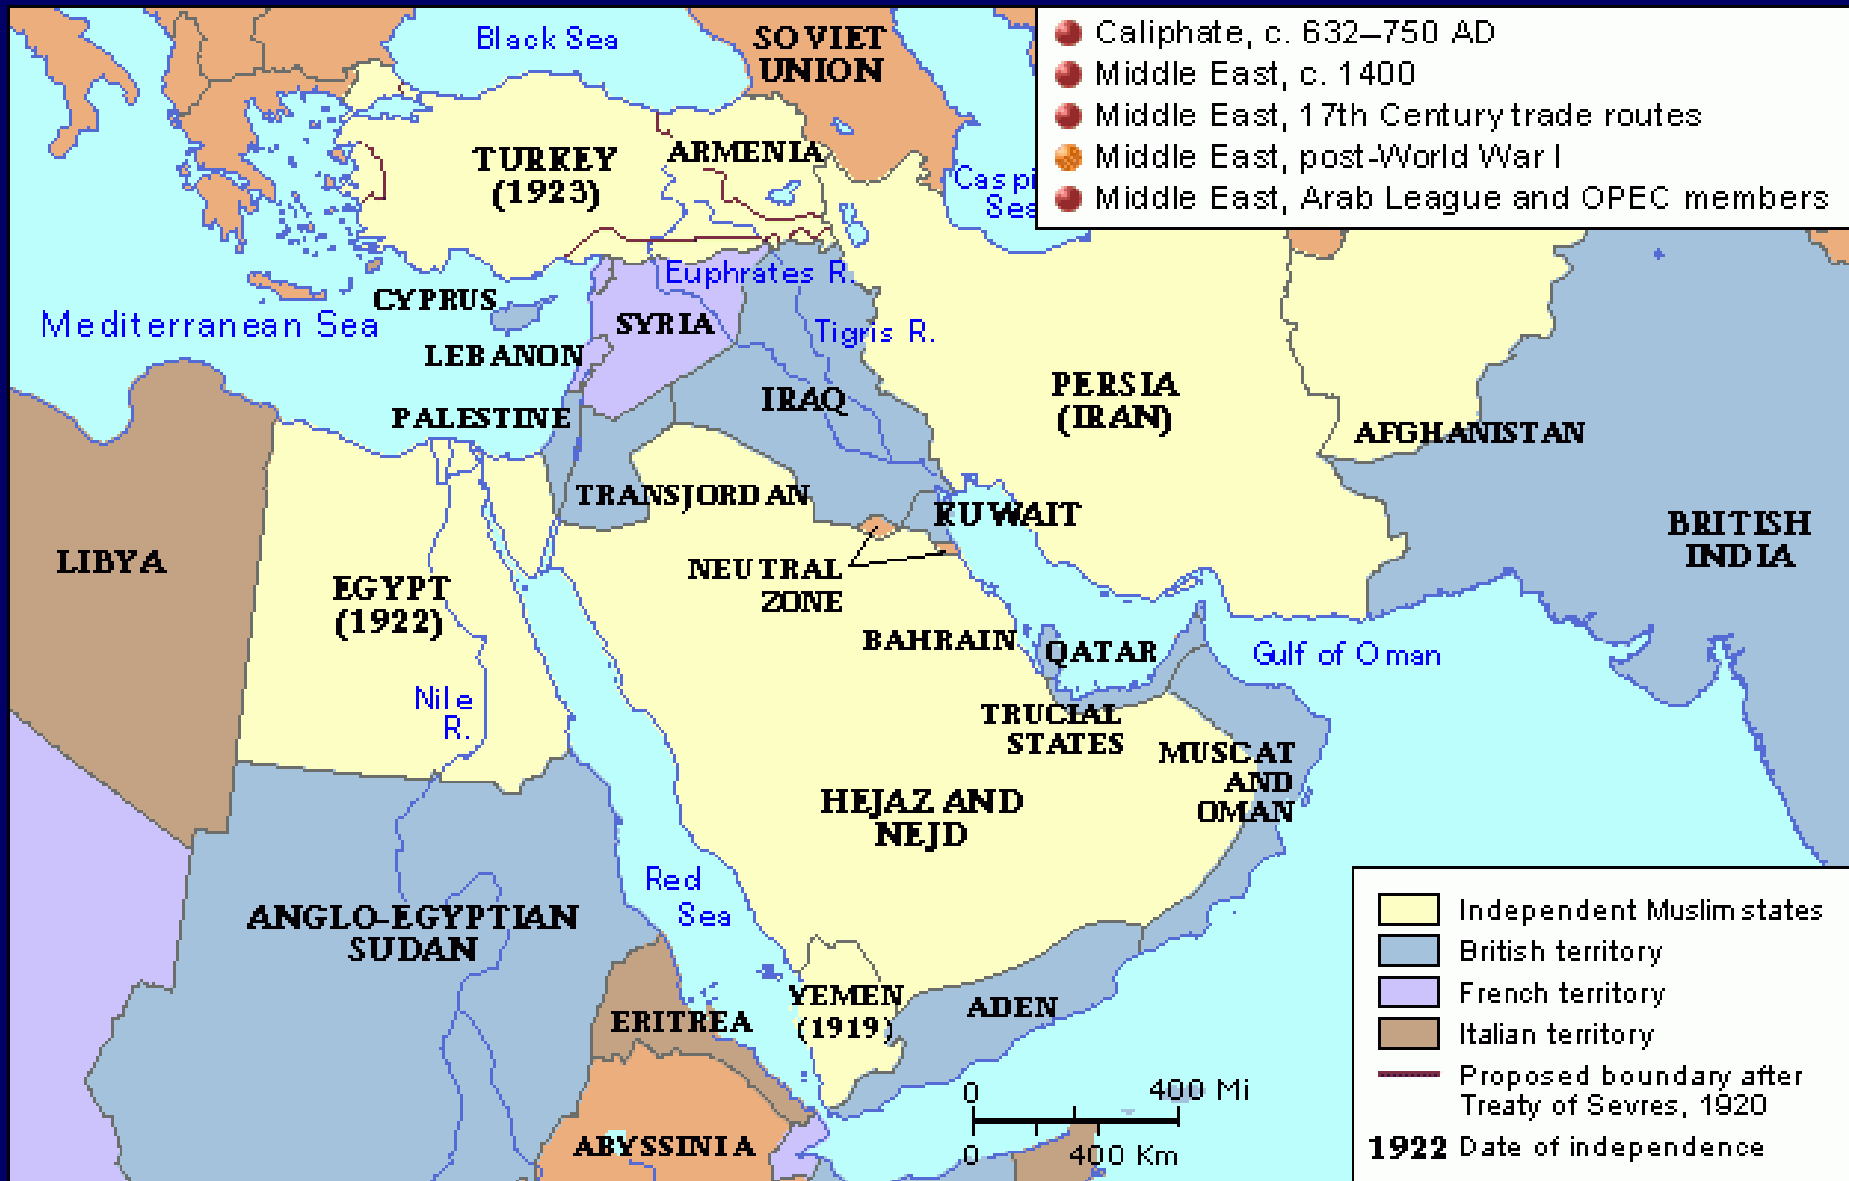 Black Sea
SOVIET
UNION
Caliphate, c. 632–750 AD
Middle East, c. 1400
Middle East, 17th Century trade routes
Middle East, post-World War I
Middle East, Arab League and OPEC members
TURKEY
(1923)
ARMENIA
Caspi
Sea
Euphrates R.
CYPRUS
Mediterranean Sea
SYRIA
Tigris R.
LEBANON
IRAQ
PERSIA
(IRAN)
PALESTINE
AFGHANISTAN
TRANSJORDAN
KUWAIT
BRITISH
INDIA
LIBYA
EGYPT
(1922)
NEUTRAL
ZONE
BAHRAIN
QATAR
Gulf of Oman
Nile
R.
TRUCIAL
STATES
MUSCAT
AND
OMAN
HEJAZ AND
NEJD
Red
Sea
ANGLO-EGYPTIAN
SUDAN
YEMEN
(1919)
ADEN
ERITREA
ABYSSINIA
0 400 Mi
0 400 Km
Independent Muslim states
British territory
French territory
Italian territory
Proposed boundary after
Treaty of Sevres, 1920
1922 Date of independence